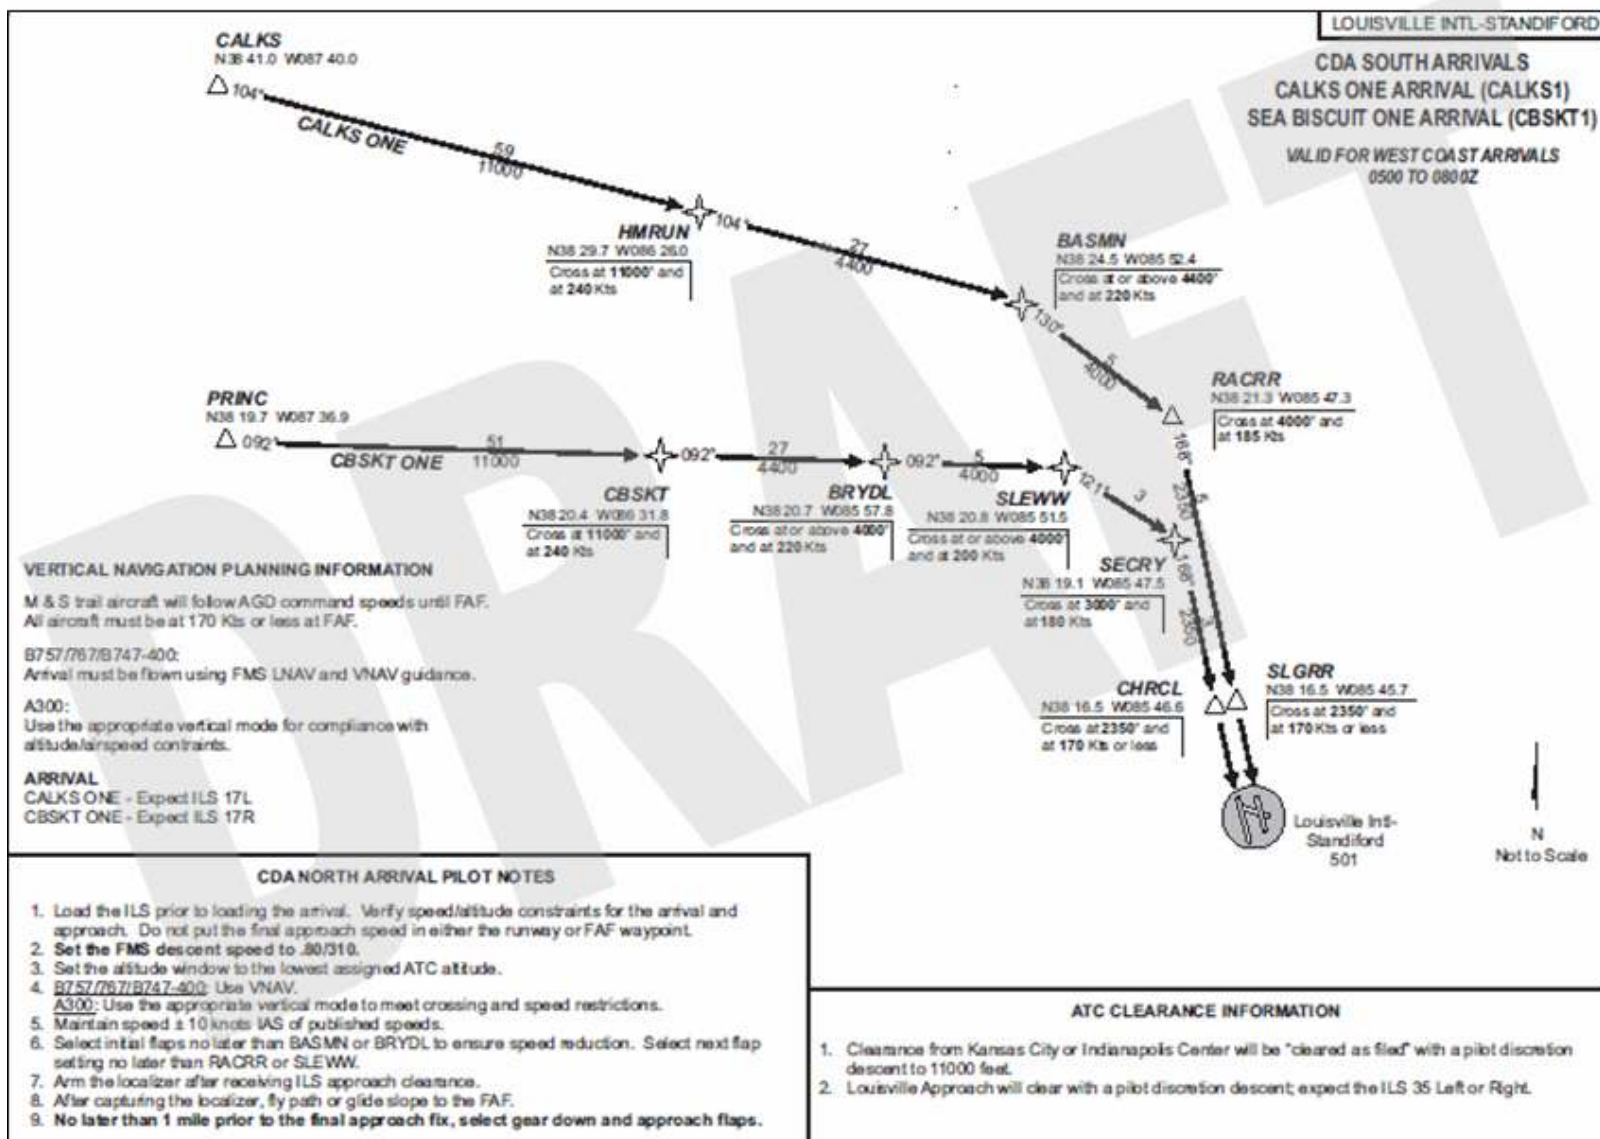 LOUISVILLE INTL-STANDIFORD
CDA SOUTH ARRIVALS
CALKS ONE ARRIVAL (CALKS1)
SEA BISCUIT ONE ARRIVAL (CBSKT1)
VALID FOR WEST COAST ARRIVALS
0500 TO 0800Z
CALKS
N38 41.0 W087 40.0
104°
CALKS ONE
59
11000
HMRUN
N38 29.7 W086 26.0
Cross at 11000' and
at 240 Kts
104°
27
4400
BASMN
N38 24.5 W085 52.4
Cross at or above 4400'
and at 220 Kts
130°
5
4000
RACRR
N38 21.3 W085 47.3
Cross at 4000' and
at 185 Kts
168°
5
2350
PRINC
N38 19.7 W087 36.9
092°
CBSKT ONE
51
11000
CBSKT
N38 20.4 W086 31.8
Cross at 11000' and
at 240 Kts
092°
27
4400
BRYDL
N38 20.7 W085 57.8
Cross at or above 4000'
and at 220 Kts
092°
5
4000
SLEWW
N38 20.8 W085 51.5
Cross at or above 4000'
and at 200 Kts
121°
3
SECRY
N38 19.1 W085 47.5
Cross at 3000' and
at 180 Kts
168°
3
2350
CHRCL
N38 16.5 W085 46.6
Cross at 2350' and
at 170 Kts or less
SLGRR
N38 16.5 W085 45.7
Cross at 2350' and
at 170 Kts or less
Louisville Intl-
Standiford
501
N
Not to Scale
VERTICAL NAVIGATION PLANNING INFORMATION
M & S trail aircraft will follow AGD command speeds until FAF.
All aircraft must be at 170 Kts or less at FAF.
B757/767/B747-400:
Arrival must be flown using FMS LNAV and VNAV guidance.
A300:
Use the appropriate vertical mode for compliance with
altitude/airspeed contraints.
ARRIVAL
CALKS ONE - Expect ILS 17L
CBSKT ONE - Expect ILS 17R
CDA NORTH ARRIVAL PILOT NOTES
1. Load the ILS prior to loading the arrival. Verify speed/altitude constraints for the arrival and
approach. Do not put the final approach speed in either the runway or FAF waypoint.
2. Set the FMS descent speed to .80/310.
3. Set the altitude window to the lowest assigned ATC altitude.
4. B757/767/B747-400: Use VNAV.
A300: Use the appropriate vertical mode to meet crossing and speed restrictions.
5. Maintain speed ± 10 knots IAS of published speeds.
6. Select initial flaps no later than BASMN or BRYDL to ensure speed reduction. Select next flap
setting no later than RACRR or SLEWW.
7. Arm the localizer after receiving ILS approach clearance.
8. After capturing the localizer, fly path or glide slope to the FAF.
9. No later than 1 mile prior to the final approach fix, select gear down and approach flaps.
ATC CLEARANCE INFORMATION
1. Clearance from Kansas City or Indianapolis Center will be "cleared as filed" with a pilot discretion
descent to 11000 feet.
2. Louisville Approach will clear with a pilot discretion descent; expect the ILS 35 Left or Right.
DRAFT